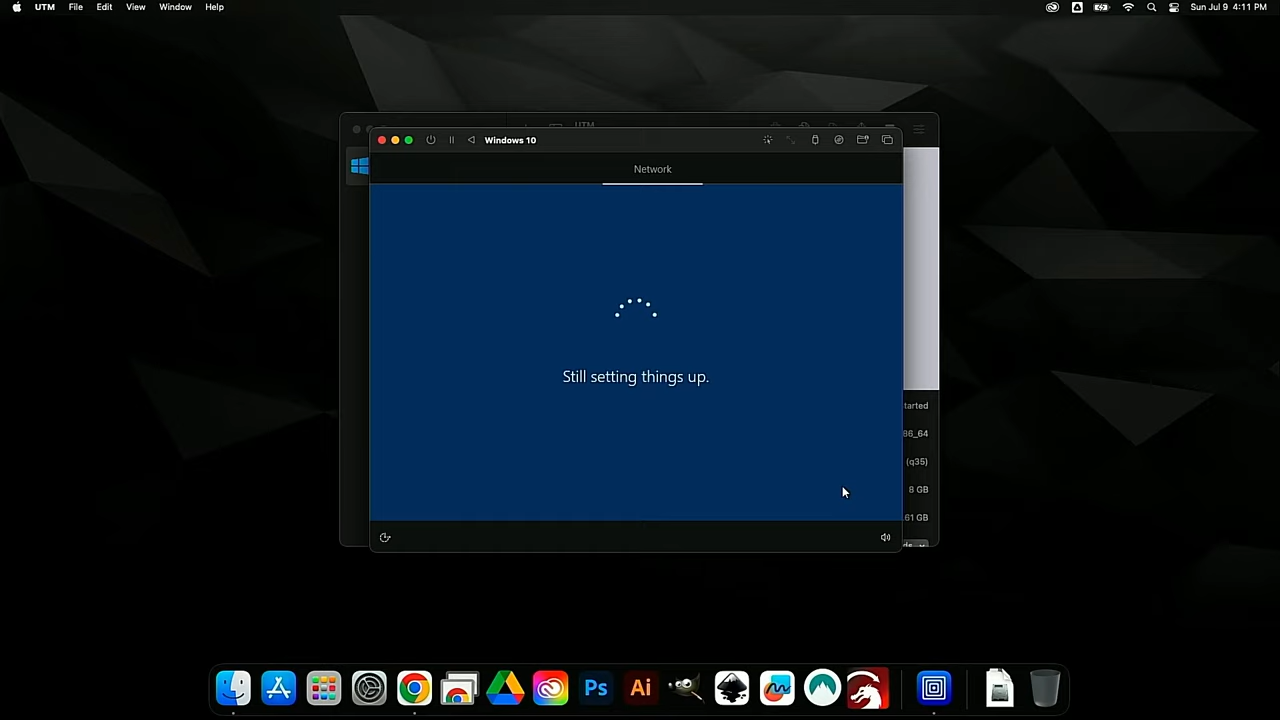 UTM File Edit View Window Help Sun Jul 9 4:11 PM
UTM
Windows 10
Network
Still setting things up.
tarted
86_64
(q35)
8 GB
61 GB
Ps
Ai